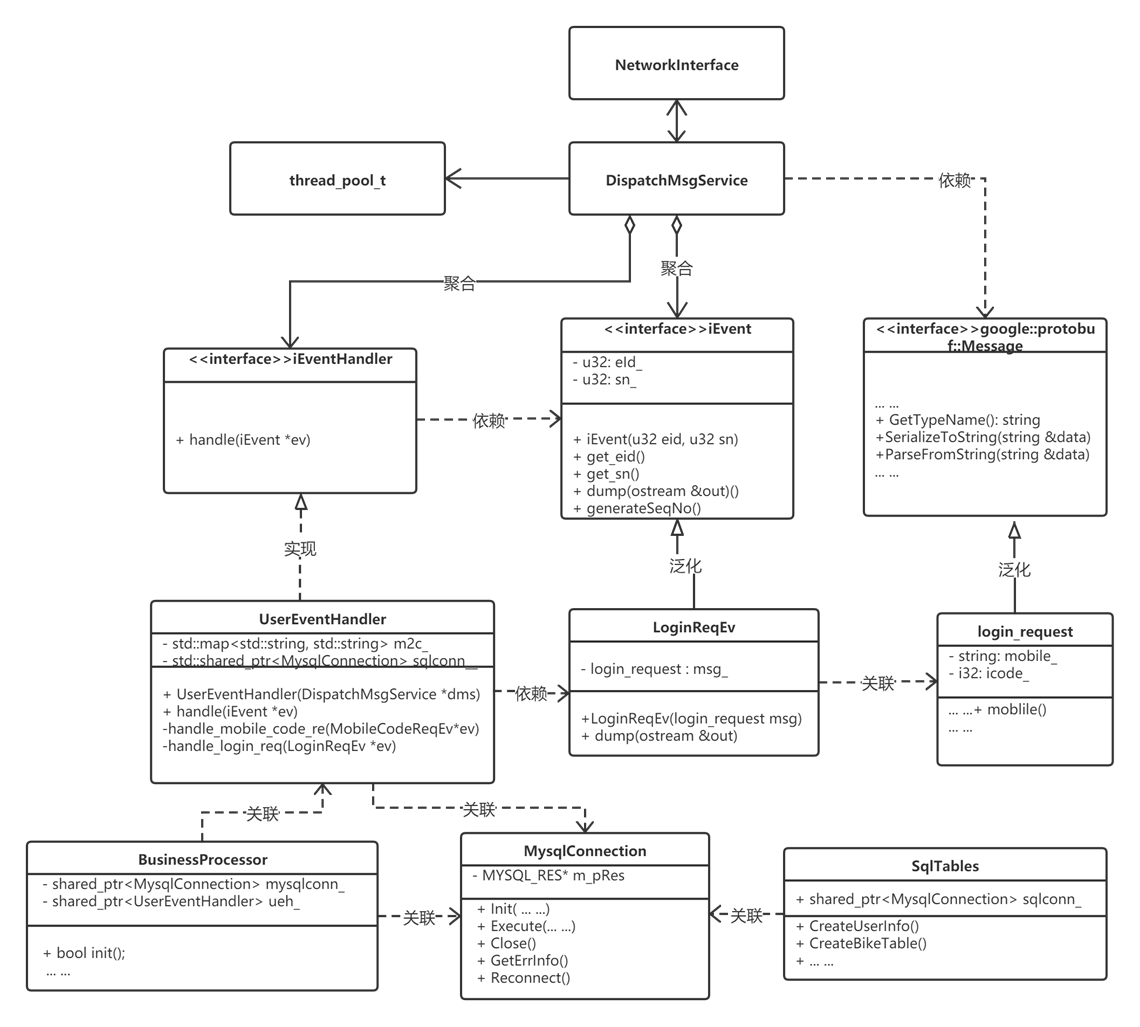 NetworkInterface
thread_pool_t
DispatchMsgService
依赖
聚合
聚合
<<interface>>iEventHandler
+ handle(iEvent *ev)
依赖
<<interface>>iEvent
- u32: eId_
- u32: sn_
+ iEvent(u32 eid, u32 sn)
+ get_eid()
+ get_sn()
+ dump(ostream &out)()
+ generateSeqNo()
<<interface>>google::protobu
f::Message
... ...
+ GetTypeName(): string
+SerializeToString(string &data)
+ParseFromString(string &data)
... ...
实现
泛化
泛化
UserEventHandler
- std::map<std::string, std::string> m2c_
- std::shared_ptr<MysqlConnection> sqlconn_
+ UserEventHandler(DispatchMsgService *dms)
+ handle(iEvent *ev)
-handle_mobile_code_re(MobileCodeReqEv*ev)
-handle_login_req(LoginReqEv *ev)
依赖
LoginReqEv
- login_request : msg_
+LoginReqEv(login_request msg)
+ dump(ostream &out)
关联
login_request
- string: mobile_
- i32: icode_
... ...+ moblile()
... ...
关联
关联
BusinessProcessor
- shared_ptr<MysqlConnection> mysqlconn_
- shared_ptr<UserEventHandler> ueh_
+ bool init();
... ...
关联
MysqlConnection
- MYSQL_RES* m_pRes
+ Init( ... ...)
+ Execute(... ...)
+ Close()
+ GetErrInfo()
+ Reconnect()
关联
SqlTables
+ shared_ptr<MysqlConnection> sqlconn_
+ CreateUserInfo()
+ CreateBikeTable()
+ ... ...